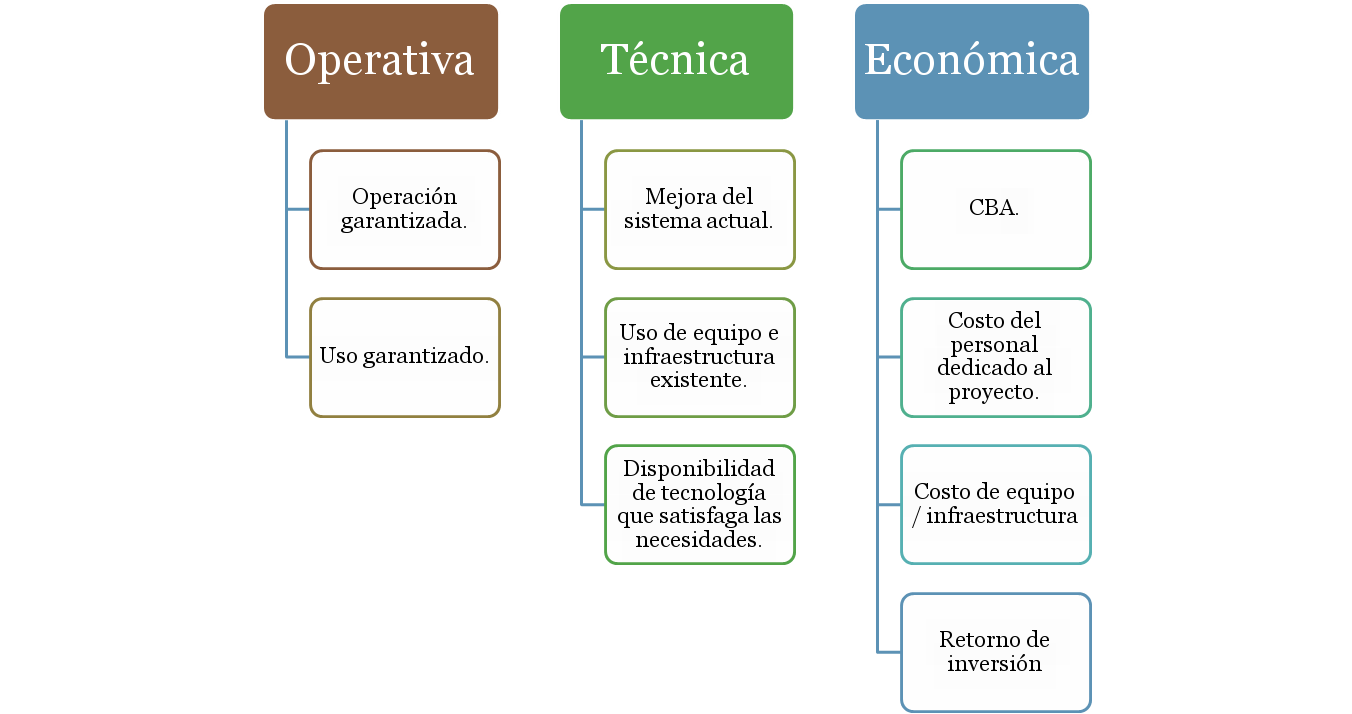 Operativa
Operación
garantizada.
Uso garantizado.
Técnica
Mejora del
sistema actual.
Uso de equipo e
infraestructura
existente.
Disponibilidad
de tecnología
que satisfaga las
necesidades.
Económica
CBA.
Costo del
personal
dedicado al
proyecto.
Costo de equipo
/ infraestructura
Retorno de
inversión